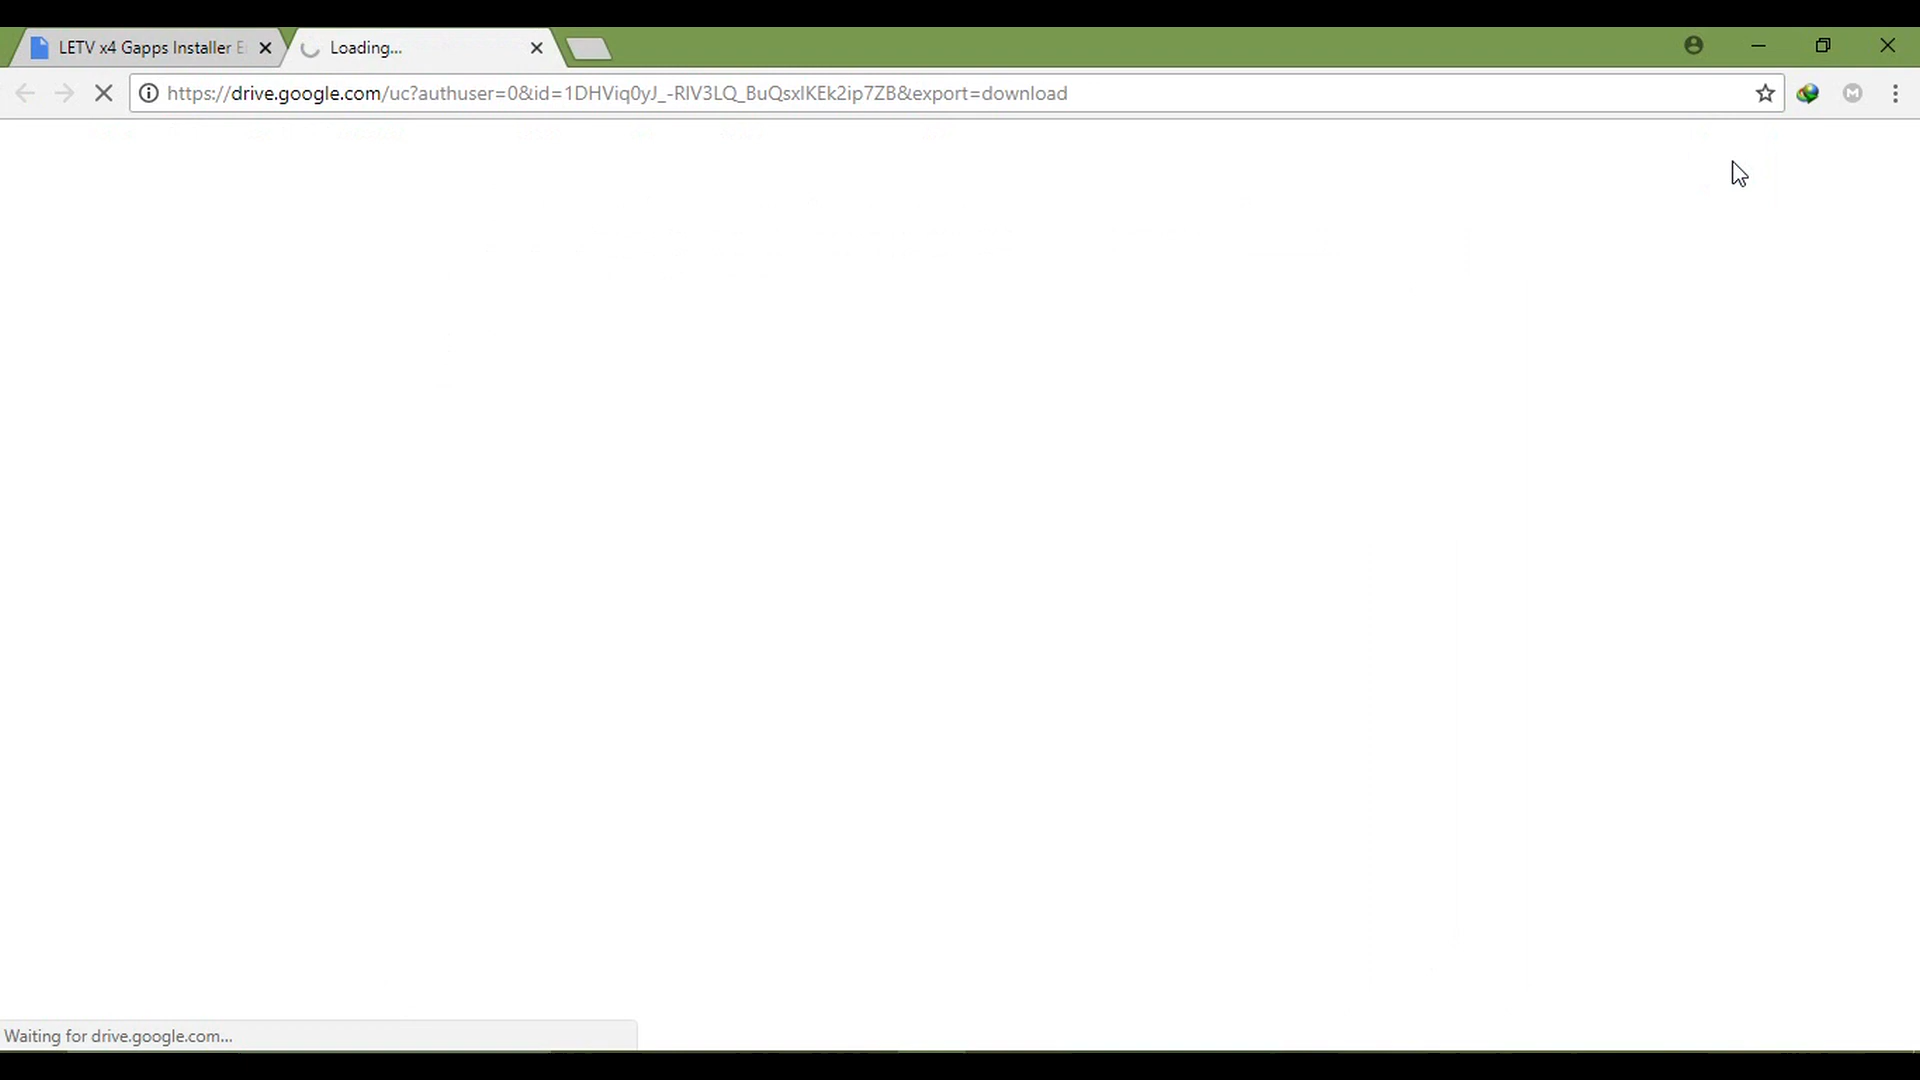 LETV x4 Gapps Installer E
Loading...
https://drive.google.com/uc?authuser=0&id=1DHViq0yJ_-RlV3LQ_BuQsxlKEk2ip7ZB&export=download
M
Waiting for drive.google.com...